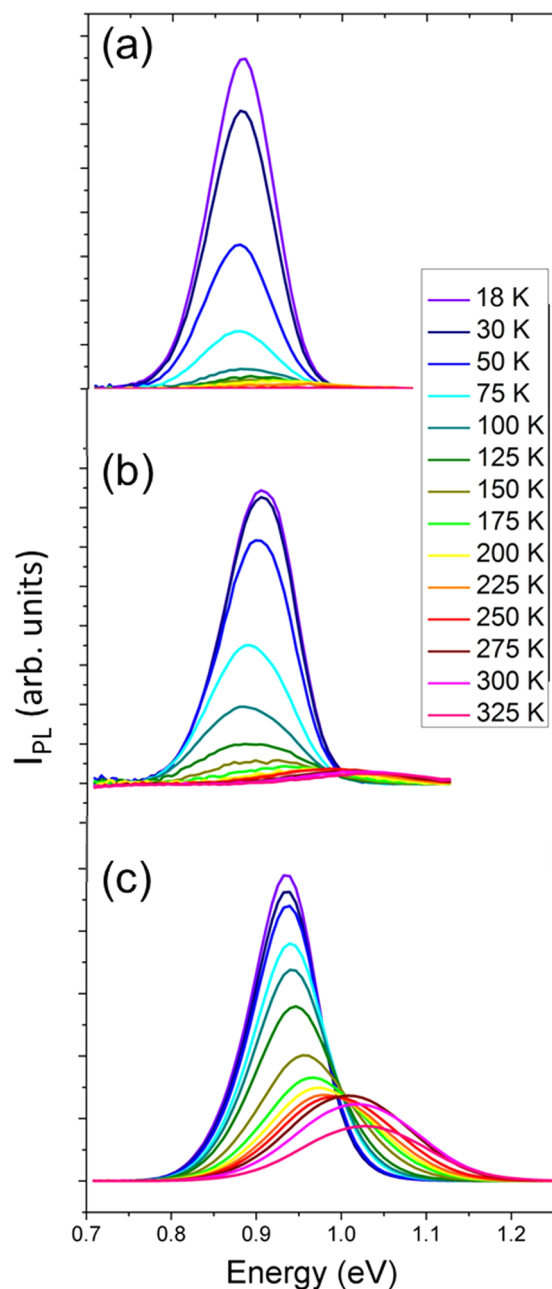 (a)
18 K
30 K
50 K
75 K
100 K
125 K
150 K
175 K
200 K
225 K
250 K
275 K
300 K
325 K
(b)
I_PL (arb. units)
(c)
0.7 0.8 0.9 1.0 1.1 1.2
Energy (eV)